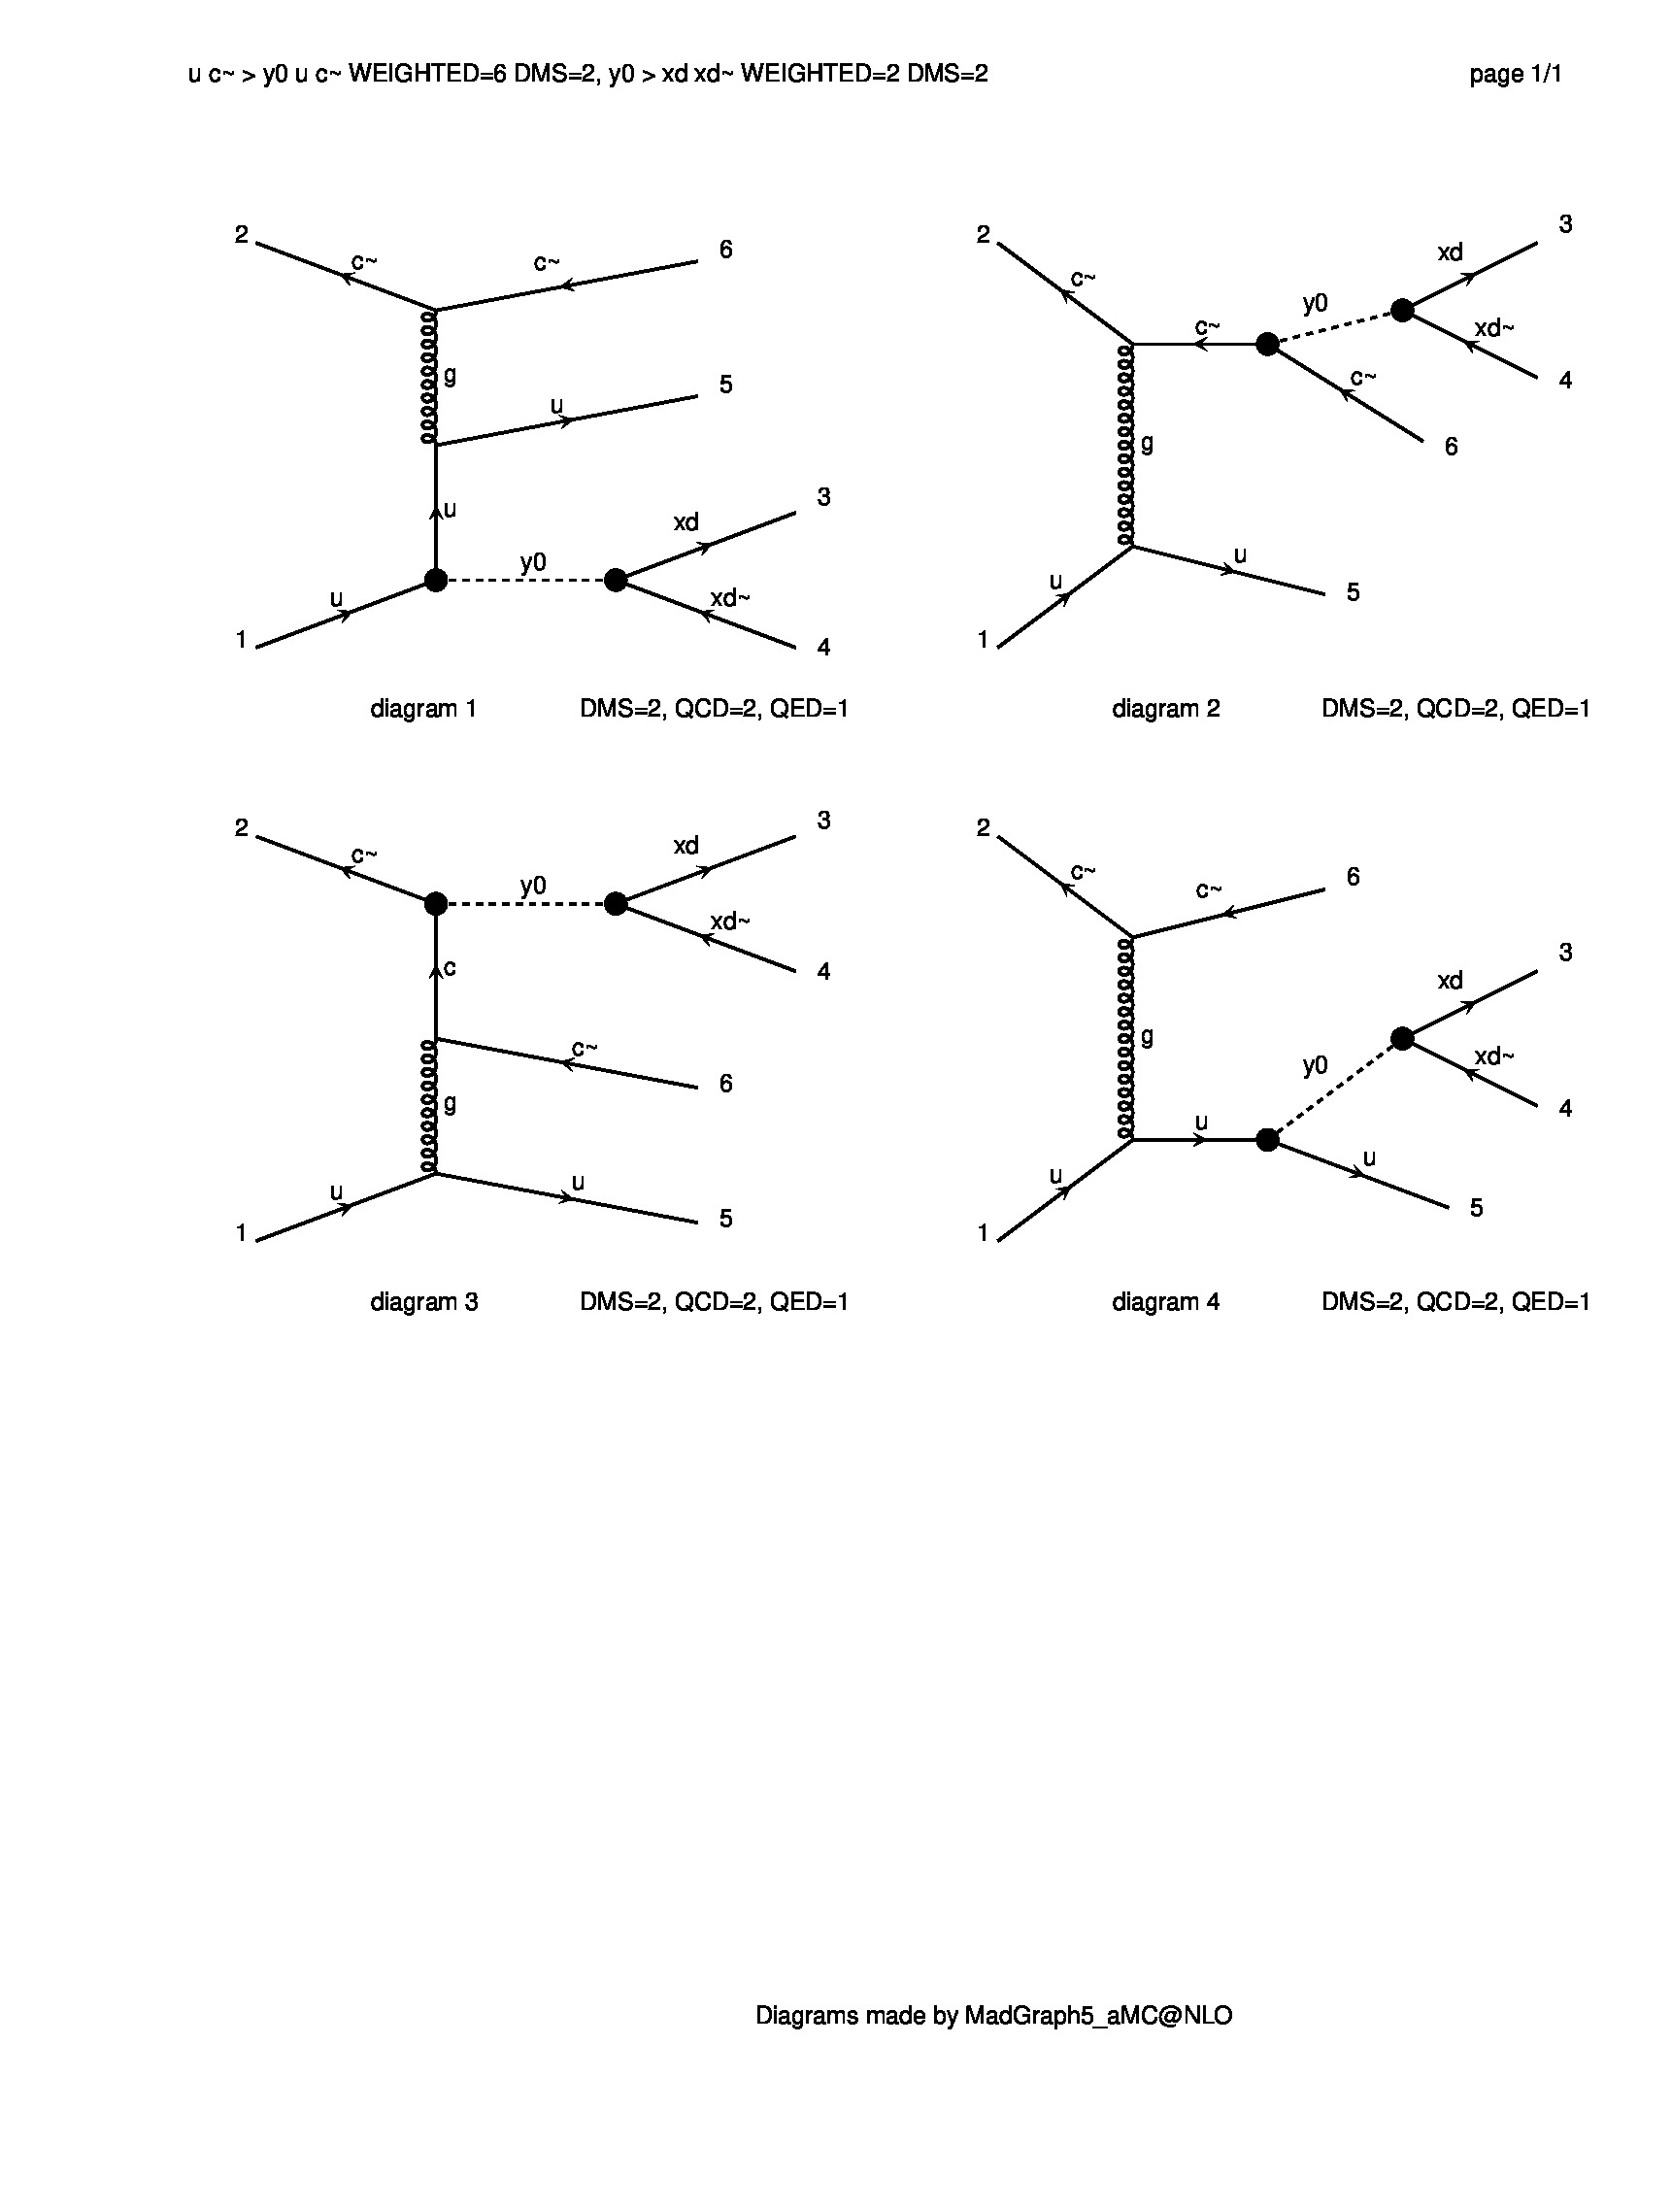 u c~ > y0 u c~ WEIGHTED=6 DMS=2, y0 > xd xd~ WEIGHTED=2 DMS=2 page 1/1
2 c~ c~ 6
g
u 5
u
xd 3
y0
u xd~
1 4
diagram 1 DMS=2, QCD=2, QED=1
2 c~ xd 3
y0
c~ xd~
c~ 4
g 6
u u
1 5
diagram 2 DMS=2, QCD=2, QED=1
2 c~ xd 3
y0
xd~
c 4
c~
g 6
u u
1 5
diagram 3 DMS=2, QCD=2, QED=1
2 c~ c~ 6
xd 3
g
y0 xd~
4
u
u u
1 5
diagram 4 DMS=2, QCD=2, QED=1
Diagrams made by MadGraph5_aMC@NLO